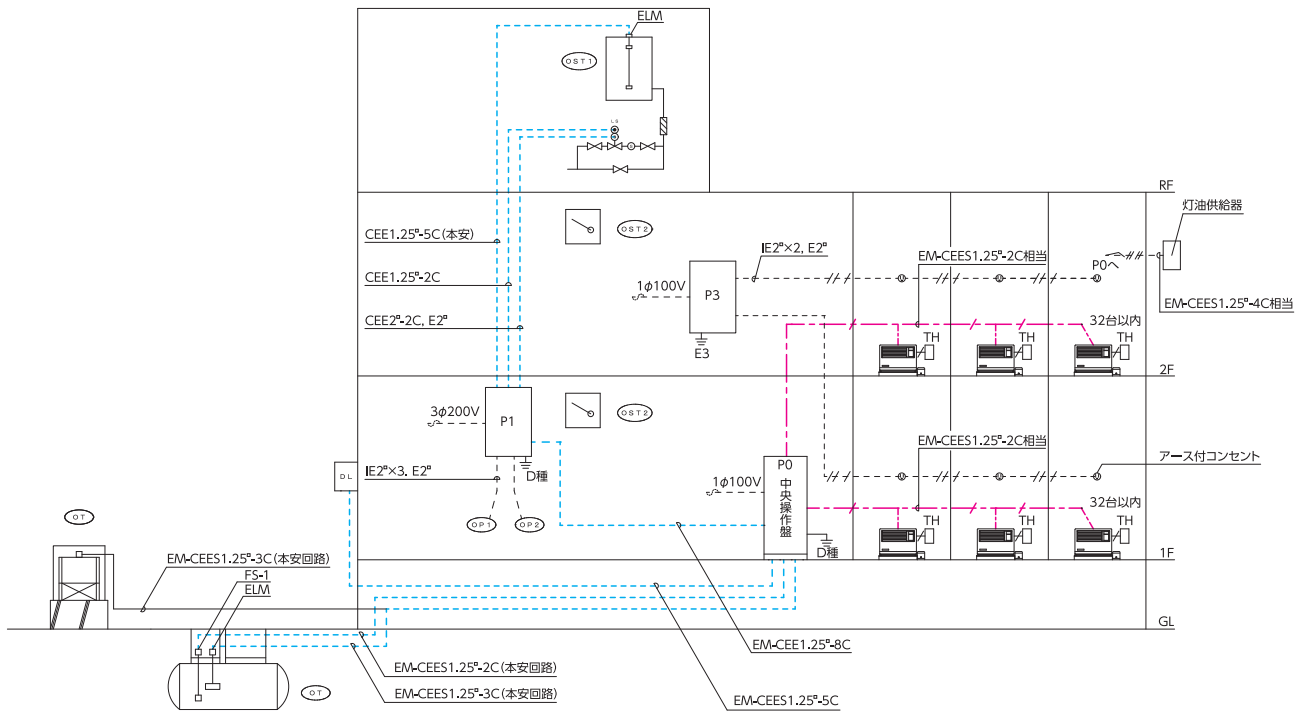 ELM
OST1
LS
RF
灯油供給器
CEE1.25□-5C(本安)
OST2
IE2□×2, E2□
EM-CEES1.25□-2C相当
P0へ
CEE1.25□-2C
1φ100V
P3
EM-CEES1.25□-4C相当
CEE2□-2C, E2□
32台以内
E3
TH
TH
TH
2F
3φ200V
P1
OST2
EM-CEES1.25□-2C相当
アース付コンセント
IE2□×3. E2□
D種
P0
中央操作盤
1φ100V
DL
32台以内
OP1
OP2
TH
TH
TH
OT
D種
EM-CEES1.25□-3C(本安回路)
1F
FS-1
ELM
GL
EM-CEE1.25□-8C
EM-CEES1.25□-2C(本安回路)
OT
EM-CEES1.25□-3C(本安回路)
EM-CEES1.25□-5C